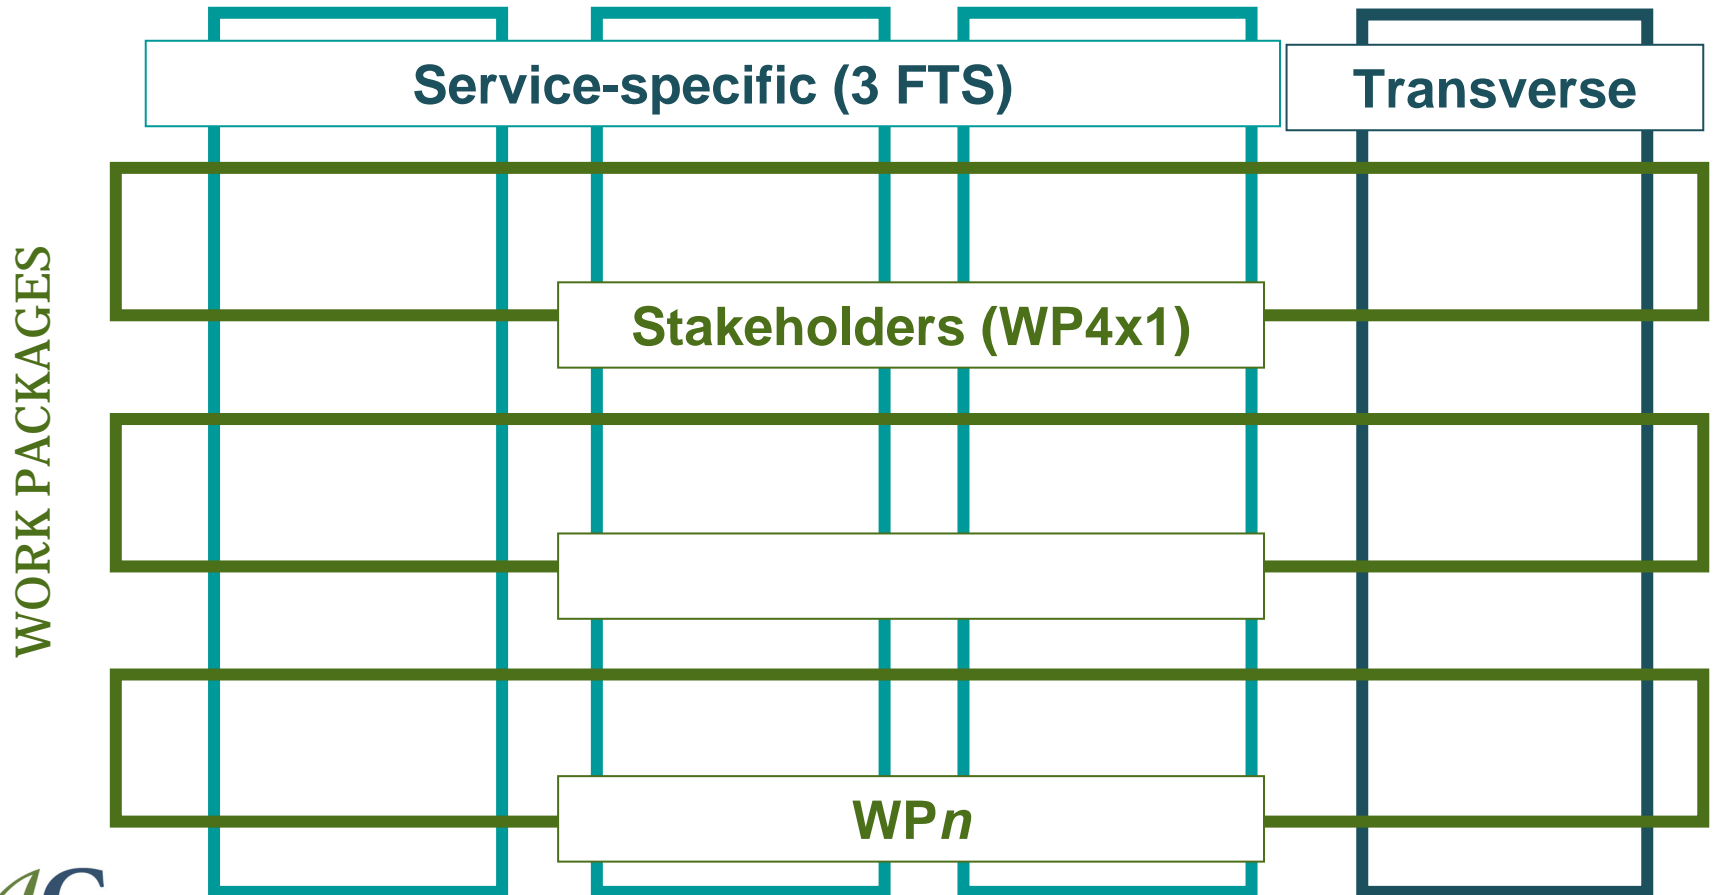 Service-specific (3 FTS)
Transverse
WORK PACKAGES
Stakeholders (WP4x1)
WPn